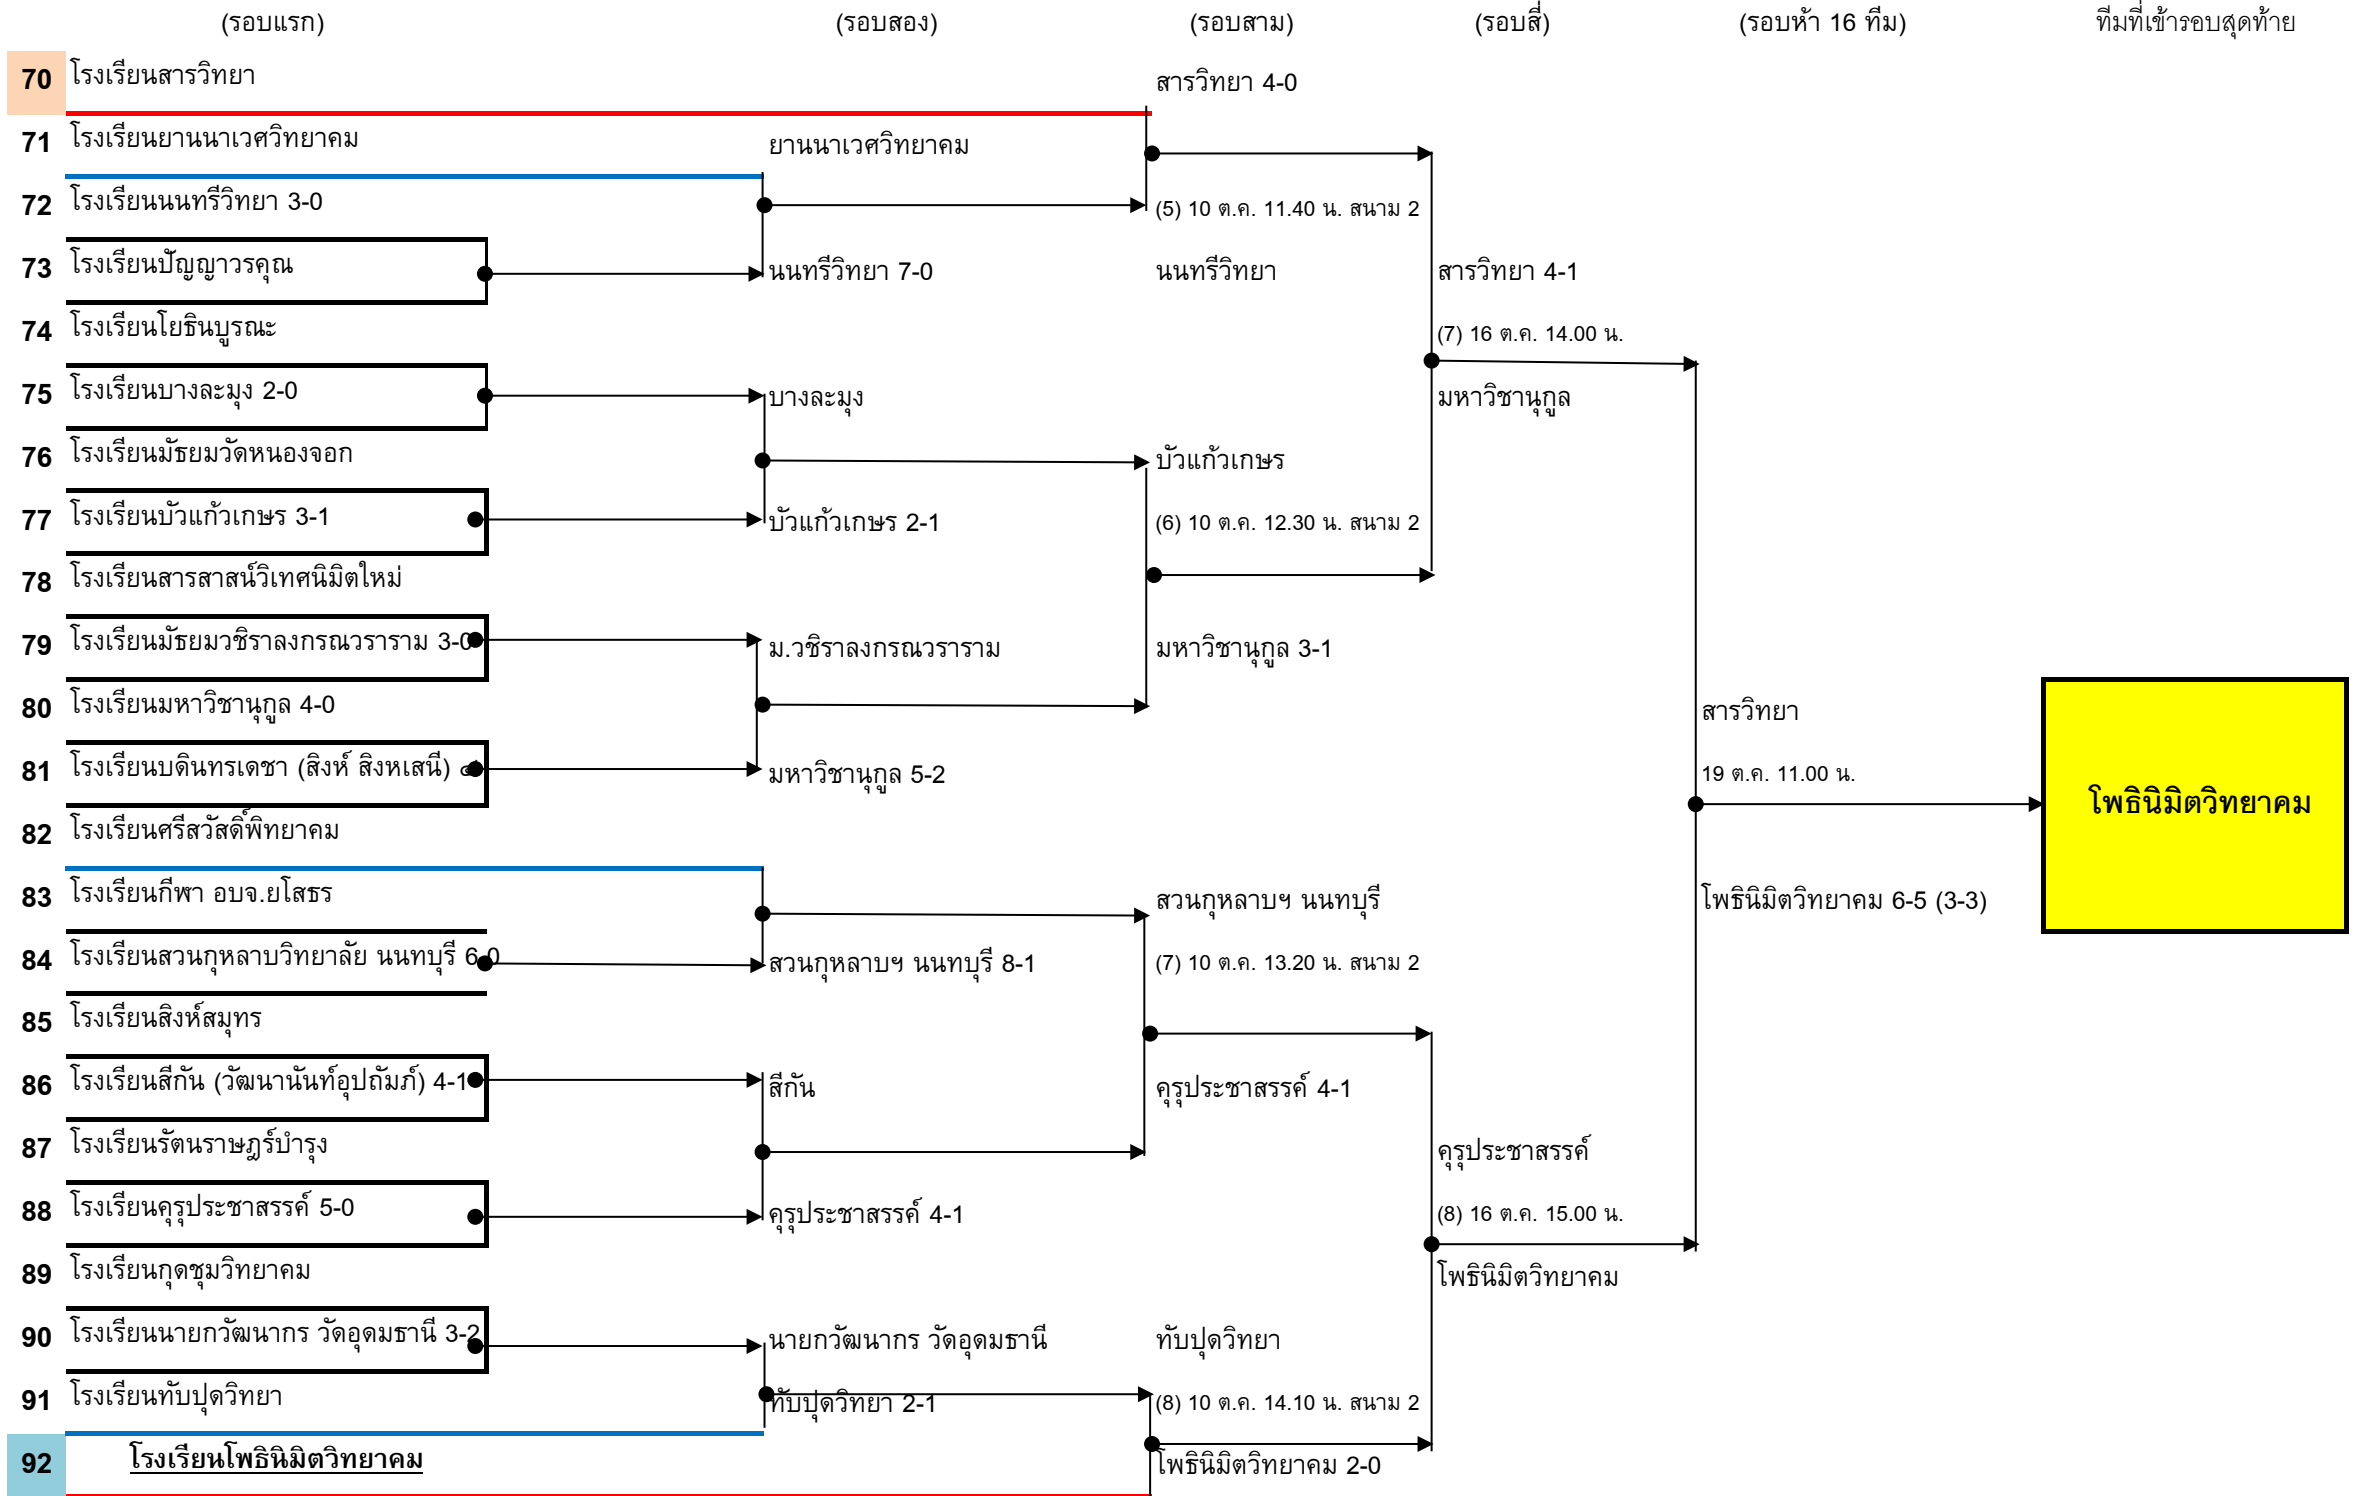 (รอบแรก) (รอบสอง) (รอบสาม) (รอบสี่) (รอบห้า 16 ทีม) ทีมที่เข้ารอบสุดท้าย
70 โรงเรียนสารวิทยา สารวิทยา 4-0
71 โรงเรียนยานนาเวศวิทยาคม ยานนาเวศวิทยาคม
72 โรงเรียนนนทรีวิทยา 3-0 (5) 10 ต.ค. 11.40 น. สนาม 2
73 โรงเรียนปัญญาวรคุณ นนทรีวิทยา 7-0 นนทรีวิทยา สารวิทยา 4-1
74 โรงเรียนโยธินบูรณะ (7) 16 ต.ค. 14.00 น.
75 โรงเรียนบางละมุง 2-0 บางละมุง มหาวิชานุกูล
76 โรงเรียนมัธยมวัดหนองจอก บัวแก้วเกษร
77 โรงเรียนบัวแก้วเกษร 3-1 บัวแก้วเกษร 2-1 (6) 10 ต.ค. 12.30 น. สนาม 2
78 โรงเรียนสารสาสน์วิเทศนิมิตใหม่
79 โรงเรียนมัธยมวชิราลงกรณวราราม 3-0 ม.วชิราลงกรณวราราม มหาวิชานุกูล 3-1
80 โรงเรียนมหาวิชานุกูล 4-0 สารวิทยา
81 โรงเรียนบดินทรเดชา (สิงห์ สิงหเสนี) ๔ มหาวิชานุกูล 5-2 19 ต.ค. 11.00 น. โพธินิมิตวิทยาคม
82 โรงเรียนศรีสวัสดิ์พิทยาคม
83 โรงเรียนกีฬา อบจ.ยโสธร สวนกุหลาบฯ นนทบุรี โพธินิมิตวิทยาคม 6-5 (3-3)
84 โรงเรียนสวนกุหลาบวิทยาลัย นนทบุรี 6-0 สวนกุหลาบฯ นนทบุรี 8-1 (7) 10 ต.ค. 13.20 น. สนาม 2
85 โรงเรียนสิงห์สมุทร
86 โรงเรียนสีกัน (วัฒนานันท์อุปถัมภ์) 4-1 สีกัน คุรุประชาสรรค์ 4-1
87 โรงเรียนรัตนราษฎร์บำรุง คุรุประชาสรรค์
88 โรงเรียนคุรุประชาสรรค์ 5-0 คุรุประชาสรรค์ 4-1 (8) 16 ต.ค. 15.00 น.
89 โรงเรียนกุดชุมวิทยาคม โพธินิมิตวิทยาคม
90 โรงเรียนนายกวัฒนากร วัดอุดมธานี 3-2 นายกวัฒนากร วัดอุดมธานี ทับปุดวิทยา
91 โรงเรียนทับปุดวิทยา ทับปุดวิทยา 2-1 (8) 10 ต.ค. 14.10 น. สนาม 2
92 โรงเรียนโพธินิมิตวิทยาคม โพธินิมิตวิทยาคม 2-0